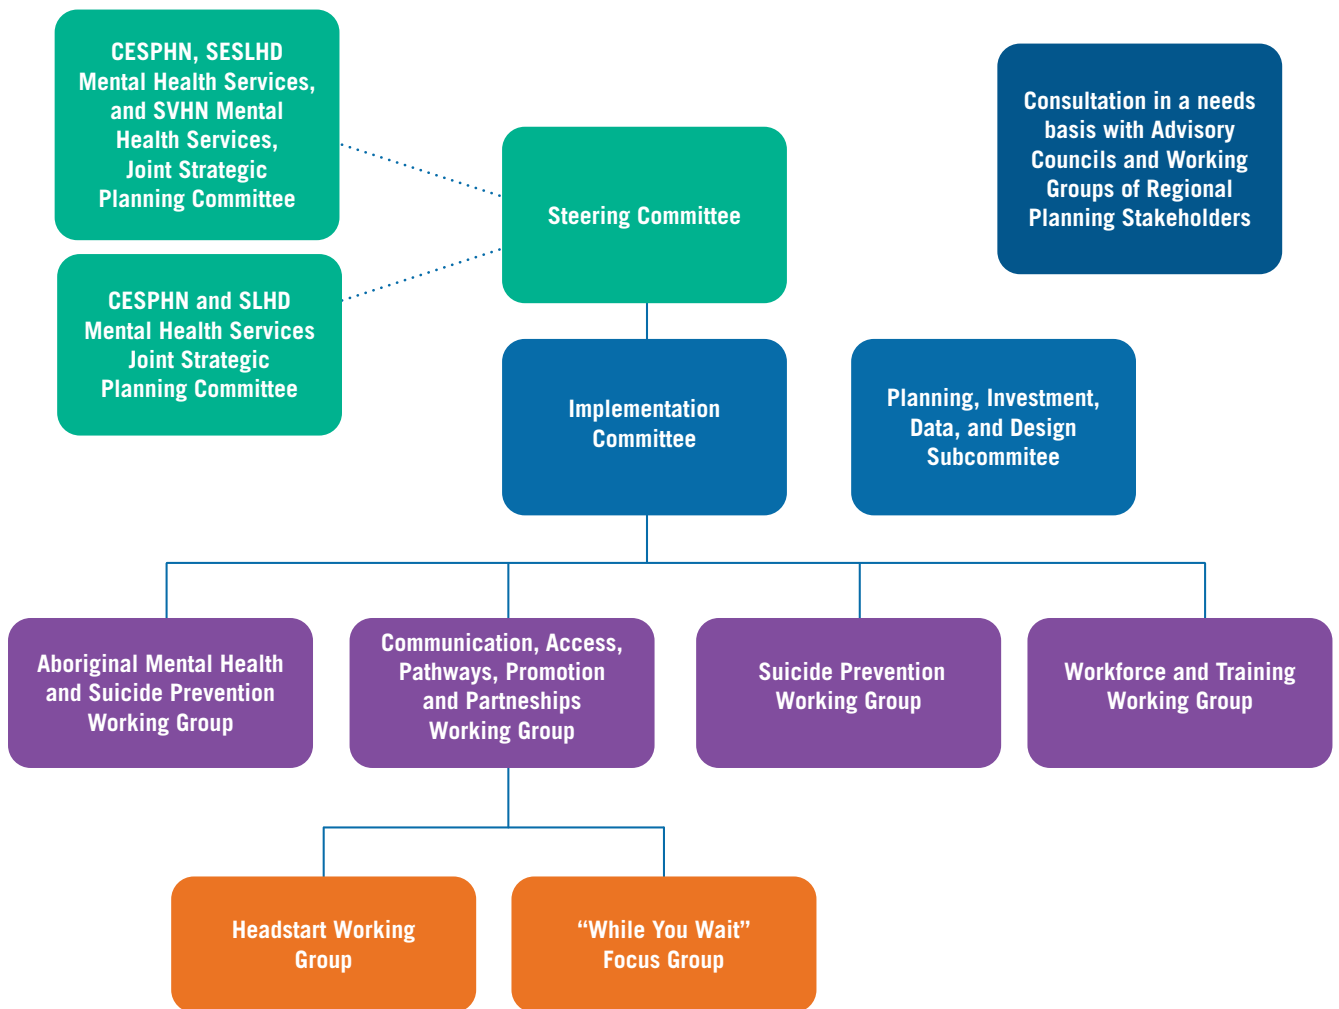 CESPHN, SESLHD
Mental Health Services,
and SVHN Mental
Health Services,
Joint Strategic
Planning Committee
Consultation in a needs
basis with Advisory
Councils and Working
Groups of Regional
Planning Stakeholders
Steering Committee
CESPHN and SLHD
Mental Health Services
Joint Strategic
Planning Committee
Implementation
Committee
Planning, Investment,
Data, and Design
Subcommitee
Aboriginal Mental Health
and Suicide Prevention
Working Group
Communication, Access,
Pathways, Promotion
and Partneships
Working Group
Suicide Prevention
Working Group
Workforce and Training
Working Group
Headstart Working
Group
“While You Wait”
Focus Group